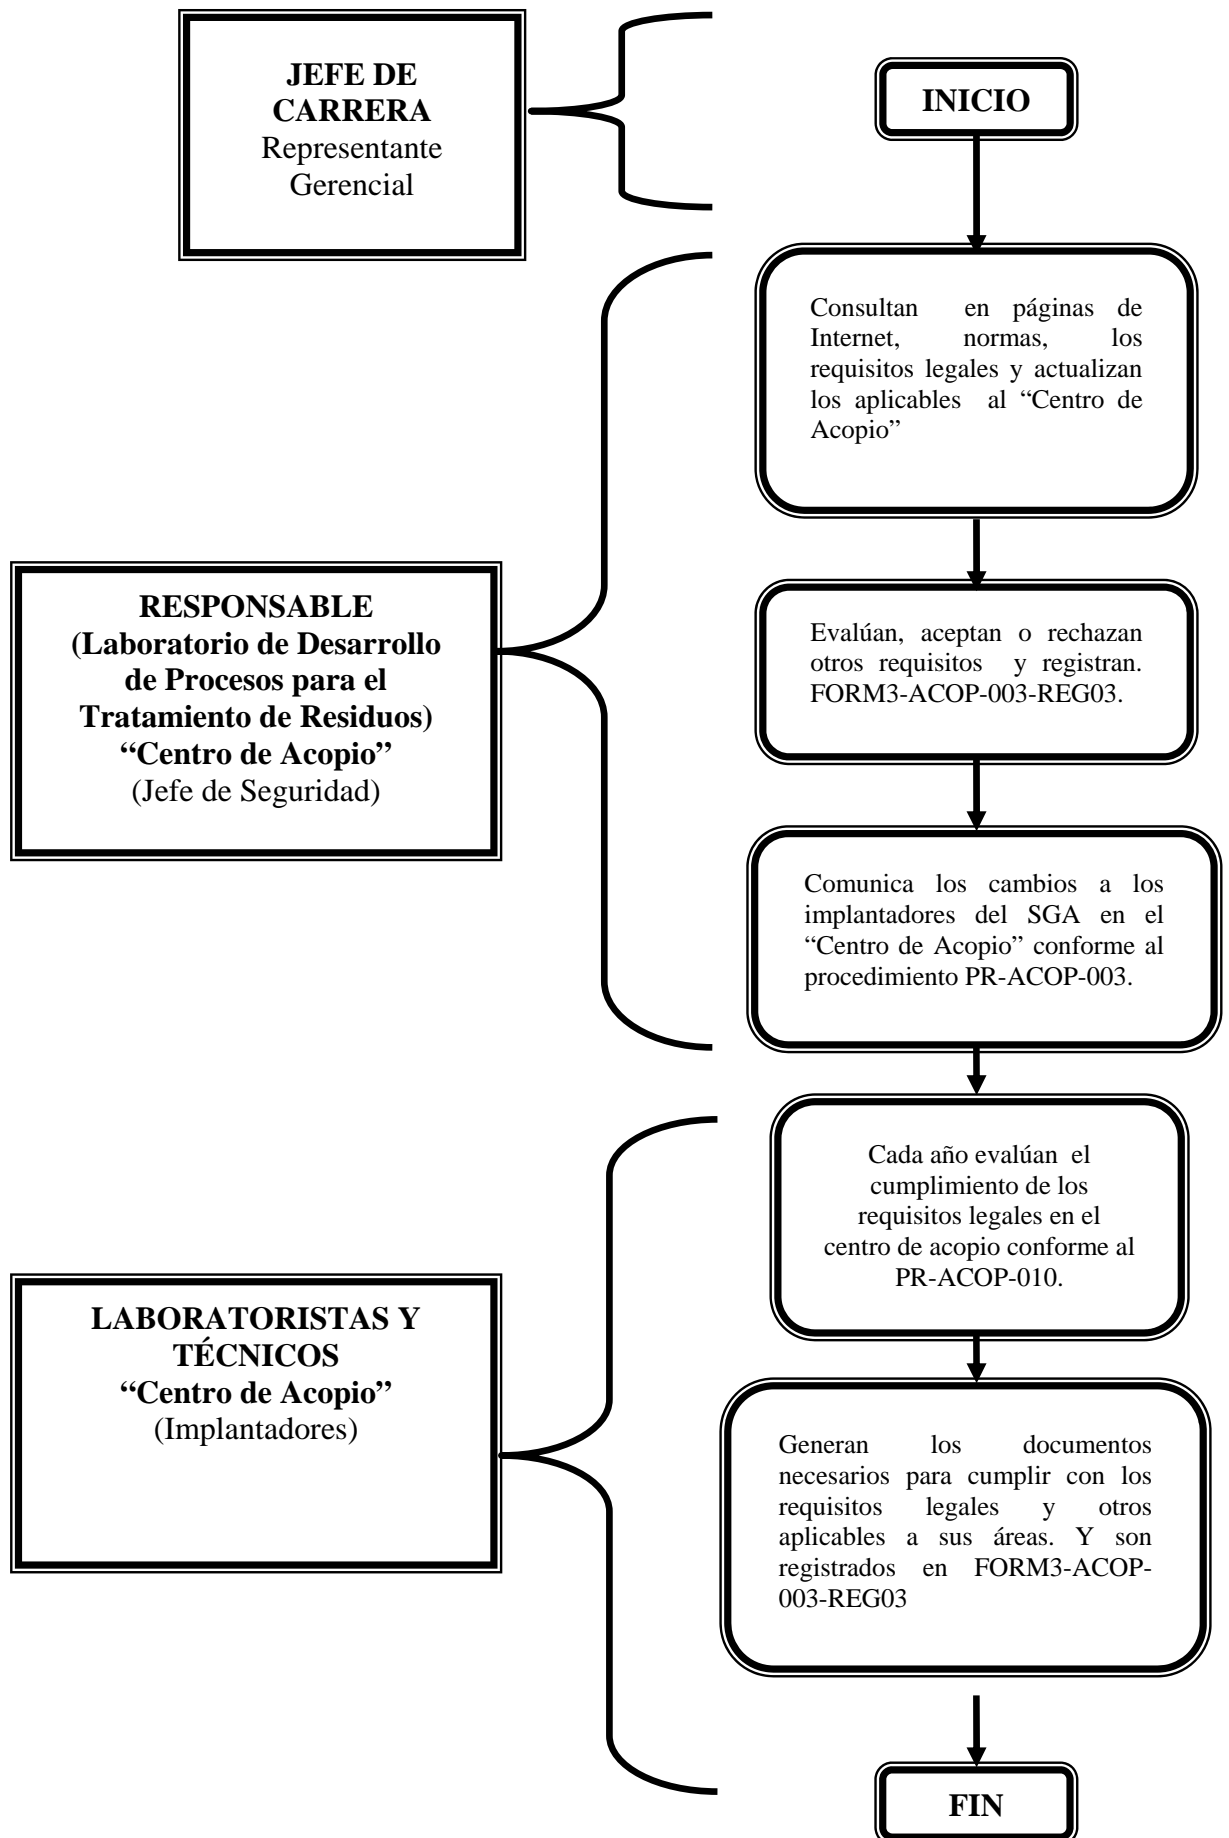 JEFE DE
CARRERA
Representante
Gerencial
INICIO
Consultan en páginas de
Internet, normas, los
requisitos legales y actualizan
los aplicables al “Centro de
Acopio”
RESPONSABLE
(Laboratorio de Desarrollo
de Procesos para el
Tratamiento de Residuos)
“Centro de Acopio”
(Jefe de Seguridad)
Evalúan, aceptan o rechazan
otros requisitos y registran.
FORM3-ACOP-003-REG03.
Comunica los cambios a los
implantadores del SGA en el
“Centro de Acopio” conforme al
procedimiento PR-ACOP-003.
Cada año evalúan el
cumplimiento de los
requisitos legales en el
centro de acopio conforme al
PR-ACOP-010.
LABORATORISTAS Y
TÉCNICOS
“Centro de Acopio”
(Implantadores)
Generan los documentos
necesarios para cumplir con los
requisitos legales y otros
aplicables a sus áreas. Y son
registrados en FORM3-ACOP-
003-REG03
FIN